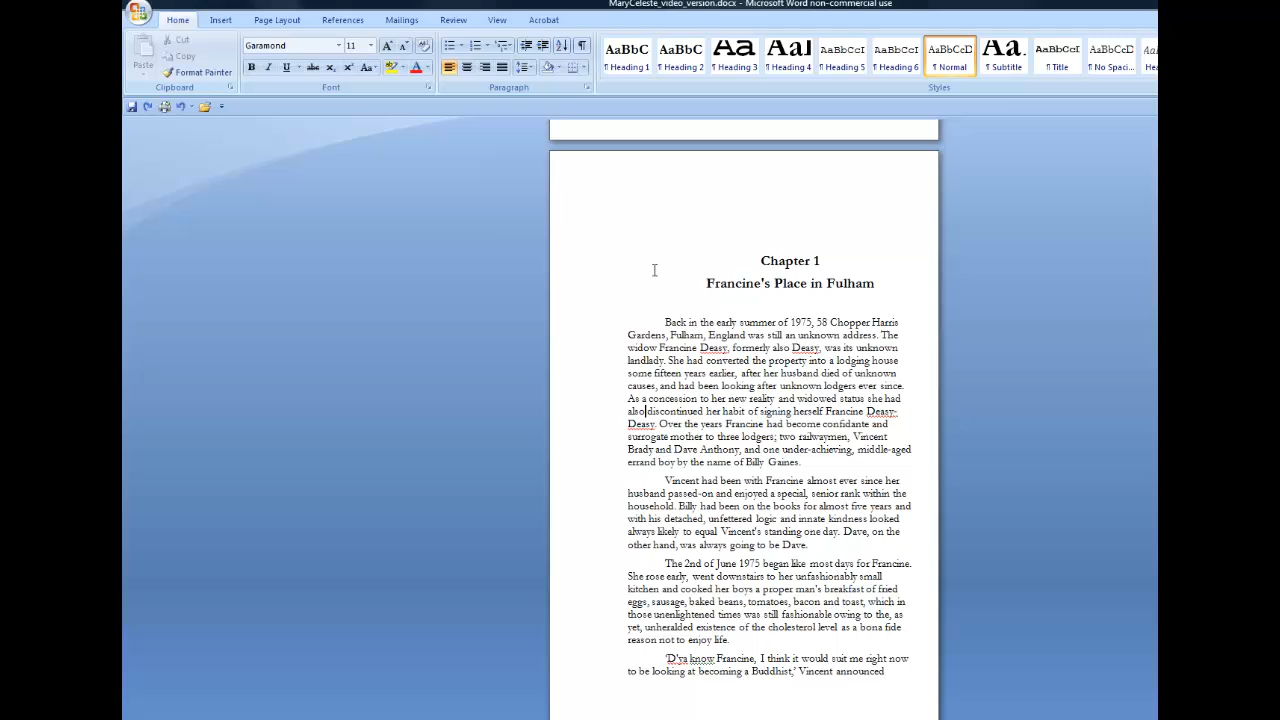 MaryCeleste_video_version.docx - Microsoft Word non-commercial use
Home Insert Page Layout References Mailings Review View Acrobat
Paste
Cut
Copy
Format Painter
Clipboard
Garamond 11
B I U abc x₂ x² Aa
Font
Paragraph
AaBbC AaBbC Aa AaI AaBbCcI AaBbCcI AaBbCcD Aa. AaBbCcI AaBbCcD
¶ Heading 1 ¶ Heading 2 ¶ Heading 3 ¶ Heading 4 ¶ Heading 5 ¶ Heading 6 ¶ Normal ¶ Subtitle ¶ Title ¶ No Spaci...
Styles
Chapter 1
Francine's Place in Fulham
Back in the early summer of 1975, 58 Chopper Harris
Gardens, Fulham, England was still an unknown address. The
widow Francine Deasy, formerly also Deasy, was its unknown
landlady. She had converted the property into a lodging house
some fifteen years earlier, after her husband died of unknown
causes, and had been looking after unknown lodgers ever since.
As a concession to her new reality and widowed status she had
also discontinued her habit of signing herself Francine Deasy-
Deasy. Over the years Francine had become confidante and
surrogate mother to three lodgers; two railwaymen, Vincent
Brady and Dave Anthony, and one under-achieving, middle-aged
errand boy by the name of Billy Gaines.
Vincent had been with Francine almost ever since her
husband passed-on and enjoyed a special, senior rank within the
household. Billy had been on the books for almost five years and
with his detached, unfettered logic and innate kindness looked
always likely to equal Vincent's standing one day. Dave, on the
other hand, was always going to be Dave.
The 2nd of June 1975 began like most days for Francine.
She rose early, went downstairs to her unfashionably small
kitchen and cooked her boys a proper man's breakfast of fried
eggs, sausage, baked beans, tomatoes, bacon and toast, which in
those unenlightened times was still fashionable owing to the, as
yet, unheralded existence of the cholesterol level as a bona fide
reason not to enjoy life.
'D'ya know Francine, I think it would suit me right now
to be looking at becoming a Buddhist,' Vincent announced